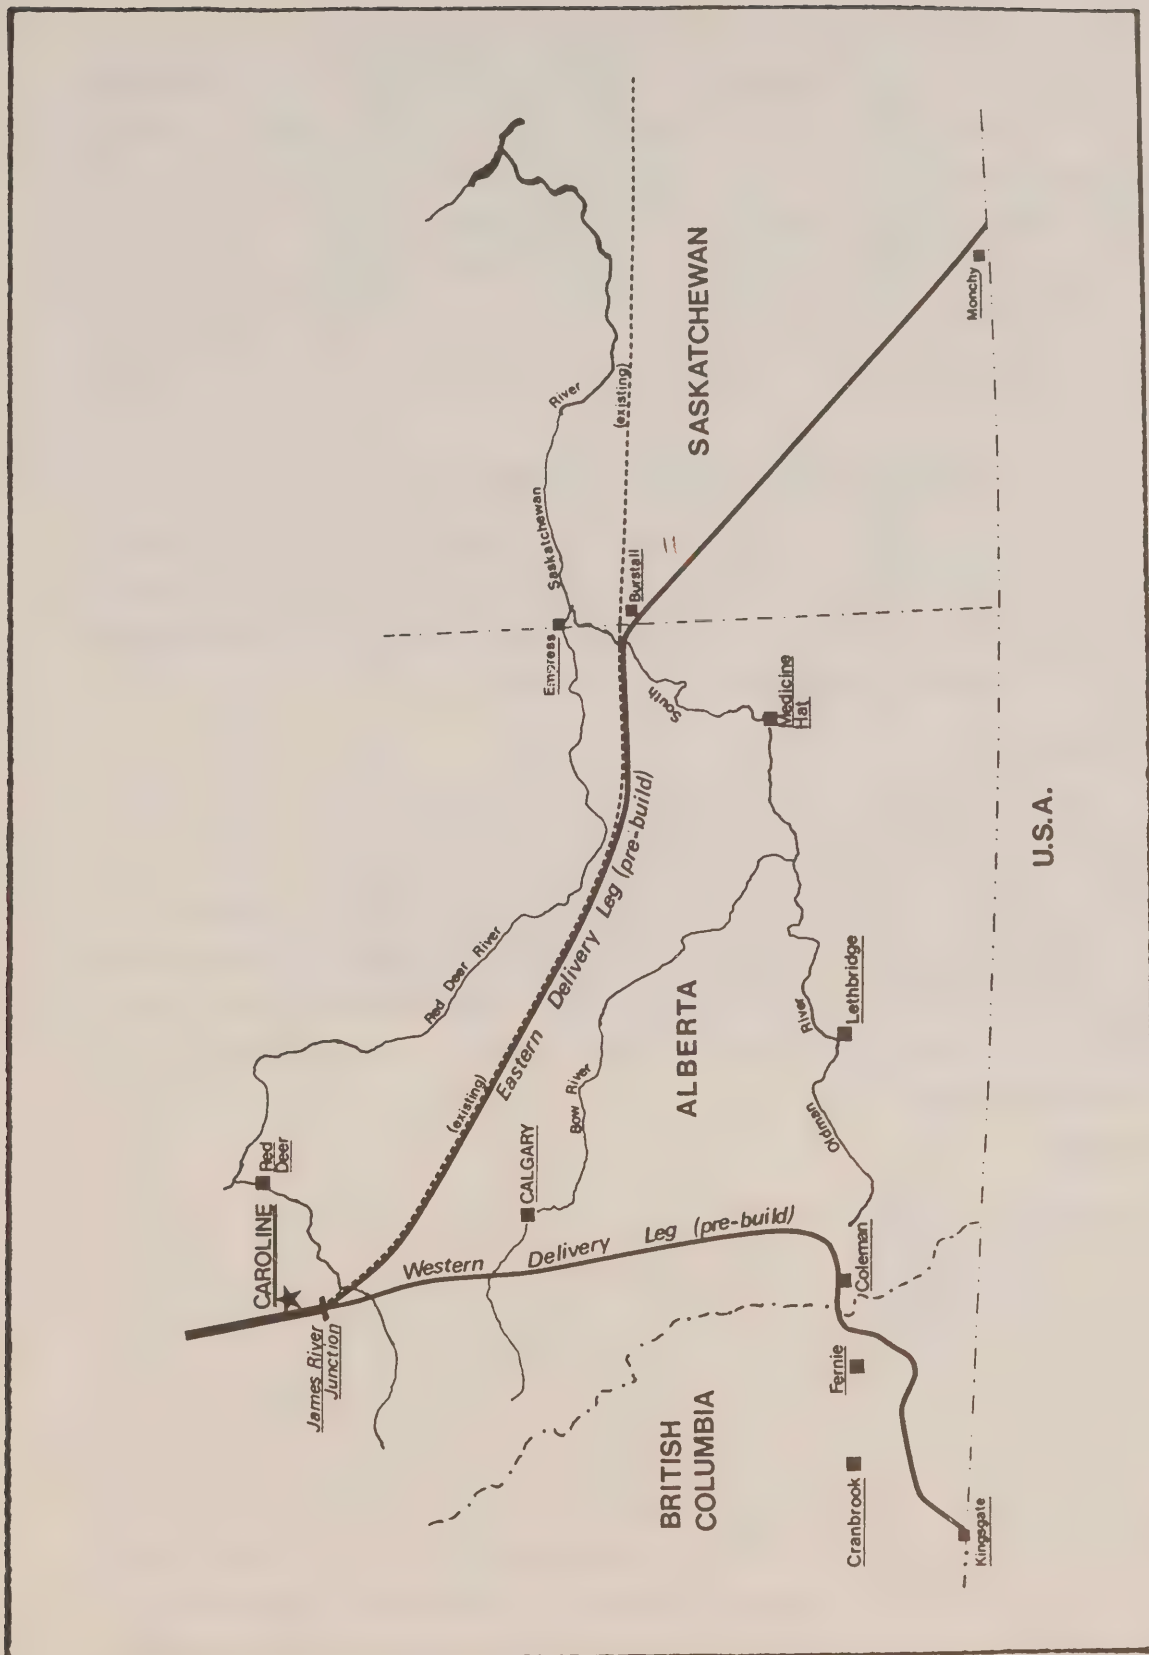 CAROLINE
Red
Deer
James River
Junction
Red Deer River
(existing)
Eastern Delivery Leg (pre-build)
CALGARY
Bow River
Western Delivery Leg (pre-build)
ALBERTA
Empress
South
Saskatchewan
River
(existing)
Burstall
SASKATCHEWAN
Medicine
Hat
Oldman
River
Lethbridge
Coleman
Fernie
BRITISH
COLUMBIA
Cranbrook
Kingsgate
Monchy
U.S.A.